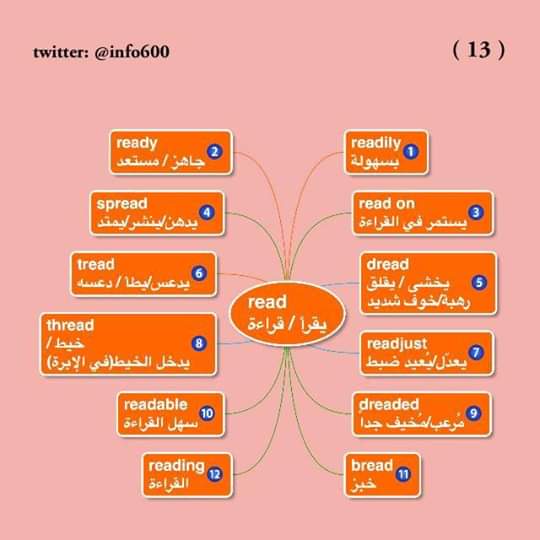 twitter: @info600
( 13 )
read
يقرأ / قراءة
readily
بسهولة
1
ready
جاهز / مستعد
2
read on
يستمر في القراءة
3
spread
يدهن/ينشر/يمتد
4
dread
يخشى / يقلق
رهبة/خوف شديد
5
tread
يدعس/يطأ / دعسه
6
readjust
يعدّل/يُعيد ضبط
7
thread
خيط /
يدخل الخيط(في الإبرة)
8
dreaded
مُرعب/مُخيف جداً
9
readable
سهل القراءة
10
bread
خبز
11
reading
القراءة
12